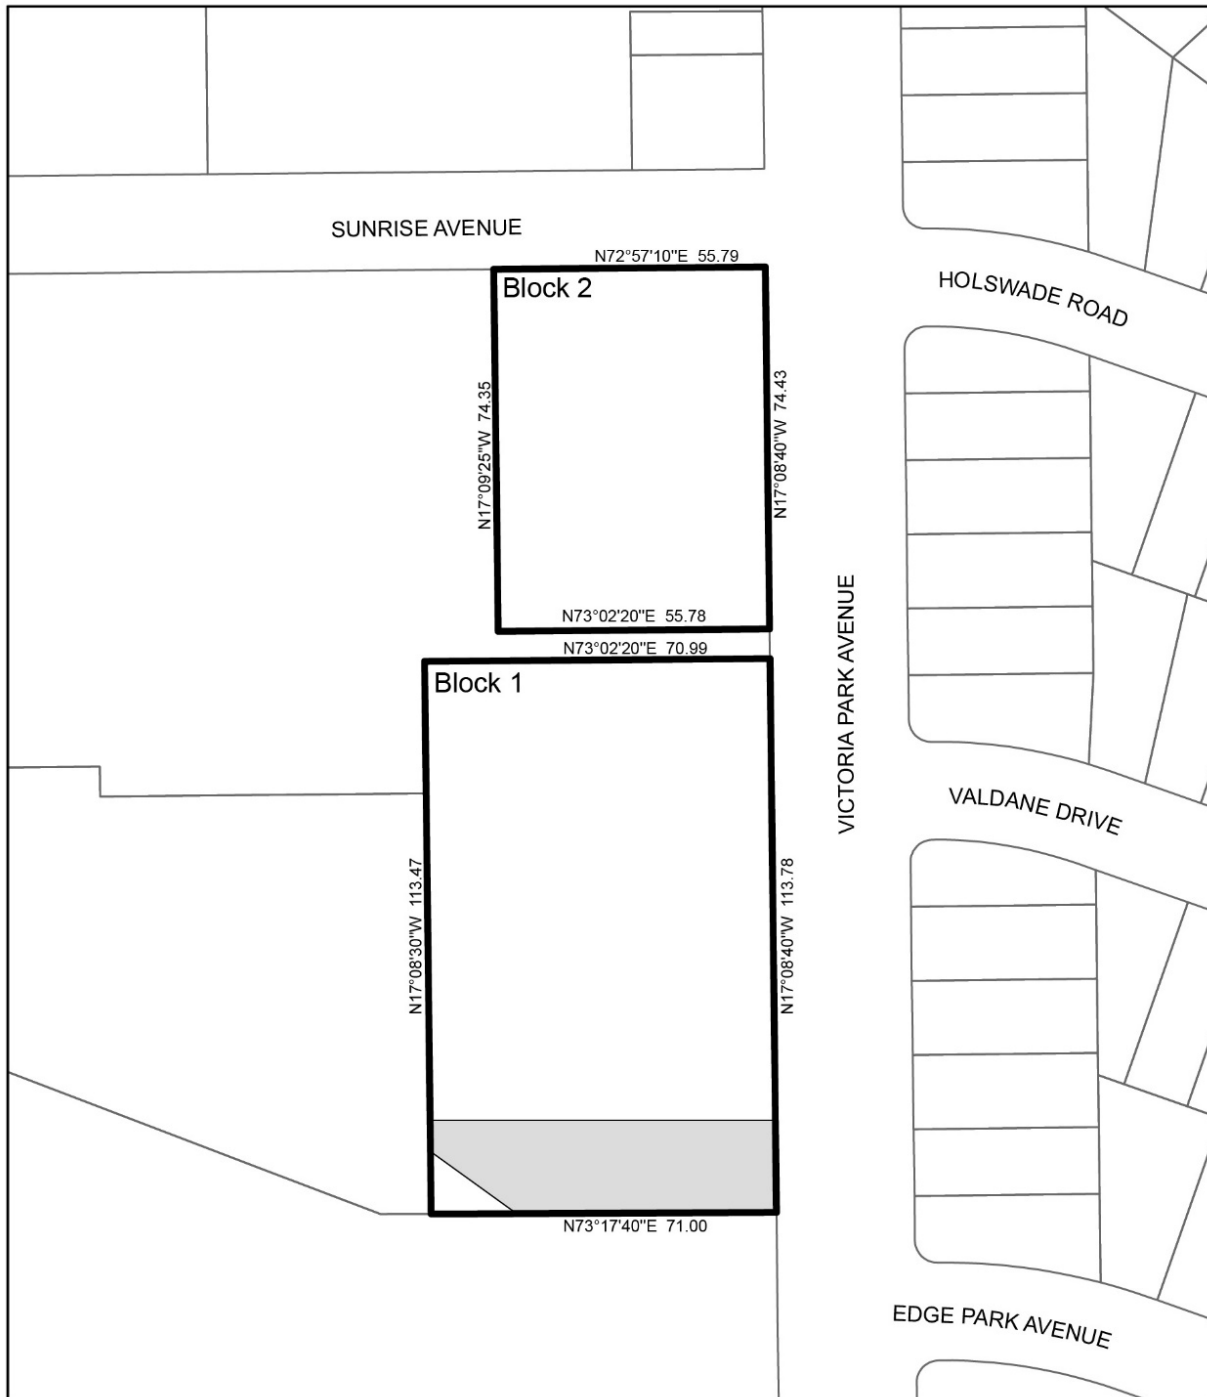 SUNRISE AVENUE
N72°57'10"E 55.79
Block 2
HOLSWADE ROAD
N17°09'25"W 74.35
N17°08'40"W 74.43
N73°02'20"E 55.78
N73°02'20"E 70.99
Block 1
VICTORIA PARK AVENUE
VALDANE DRIVE
N17°08'30"W 113.47
N17°08'40"W 113.78
N73°17'40"E 71.00
EDGE PARK AVENUE